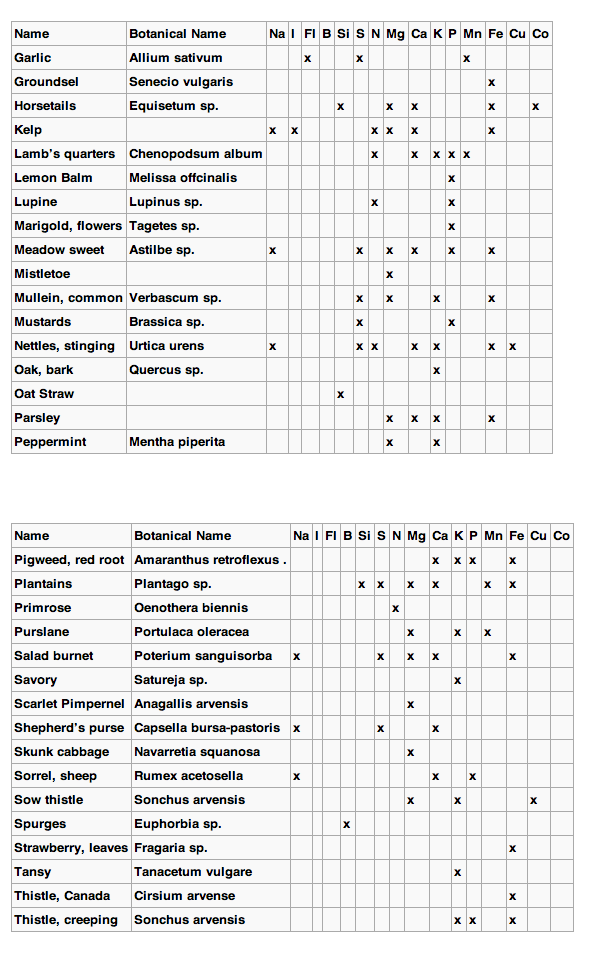 Name Botanical Name Na I Fl B Si S N Mg Ca K P Mn Fe Cu Co
Garlic Allium sativum x x x
Groundsel Senecio vulgaris x
Horsetails Equisetum sp. x x x x x
Kelp x x x x x x
Lamb's quarters Chenopodsum album x x x x x
Lemon Balm Melissa offcinalis x
Lupine Lupinus sp. x x
Marigold, flowers Tagetes sp. x
Meadow sweet Astilbe sp. x x x x x x
Mistletoe x
Mullein, common Verbascum sp. x x x x
Mustards Brassica sp. x x
Nettles, stinging Urtica urens x x x x x x x
Oak, bark Quercus sp. x
Oat Straw x
Parsley x x x x
Peppermint Mentha piperita x x
Name Botanical Name Na I Fl B Si S N Mg Ca K P Mn Fe Cu Co
Pigweed, red root Amaranthus retroflexus . x x x x
Plantains Plantago sp. x x x x x x
Primrose Oenothera biennis x
Purslane Portulaca oleracea x x x
Salad burnet Poterium sanguisorba x x x x x
Savory Satureja sp. x
Scarlet Pimpernel Anagallis arvensis x
Shepherd's purse Capsella bursa-pastoris x x x
Skunk cabbage Navarretia squanosa x
Sorrel, sheep Rumex acetosella x x x
Sow thistle Sonchus arvensis x x x
Spurges Euphorbia sp. x
Strawberry, leaves Fragaria sp. x
Tansy Tanacetum vulgare x
Thistle, Canada Cirsium arvense x
Thistle, creeping Sonchus arvensis x x x